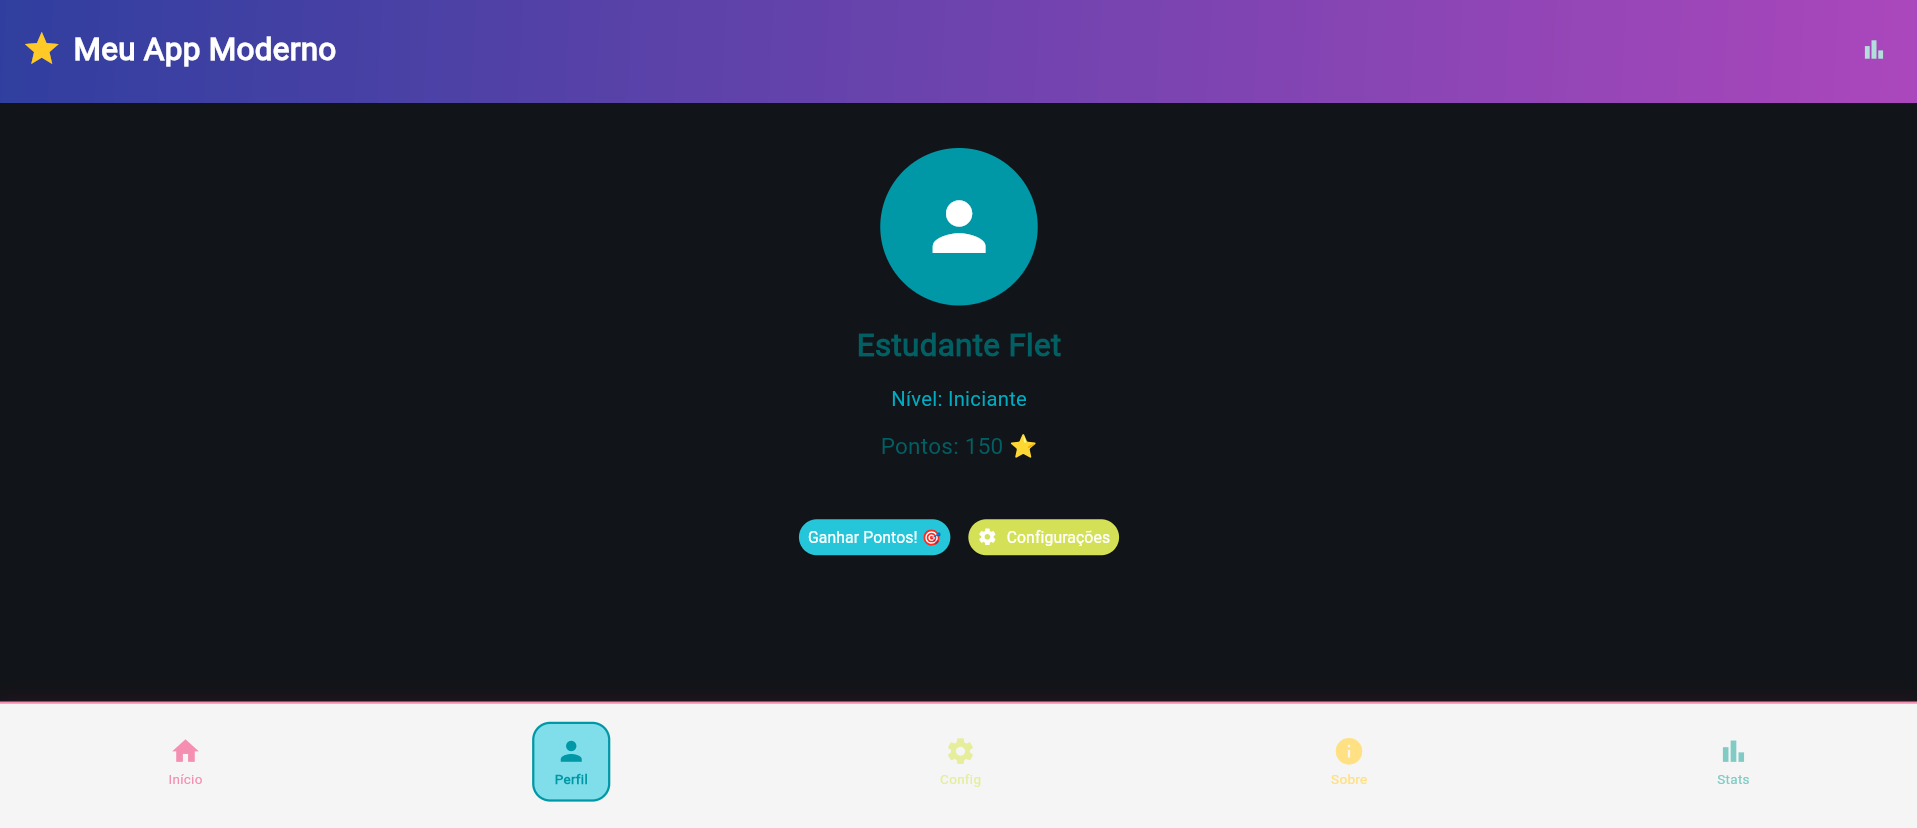 Meu App Moderno
Estudante Flet
Nível: Iniciante
Pontos: 150 ⭐
Ganhar Pontos! 🎯
Configurações
Início
Perfil
Config
Sobre
Stats